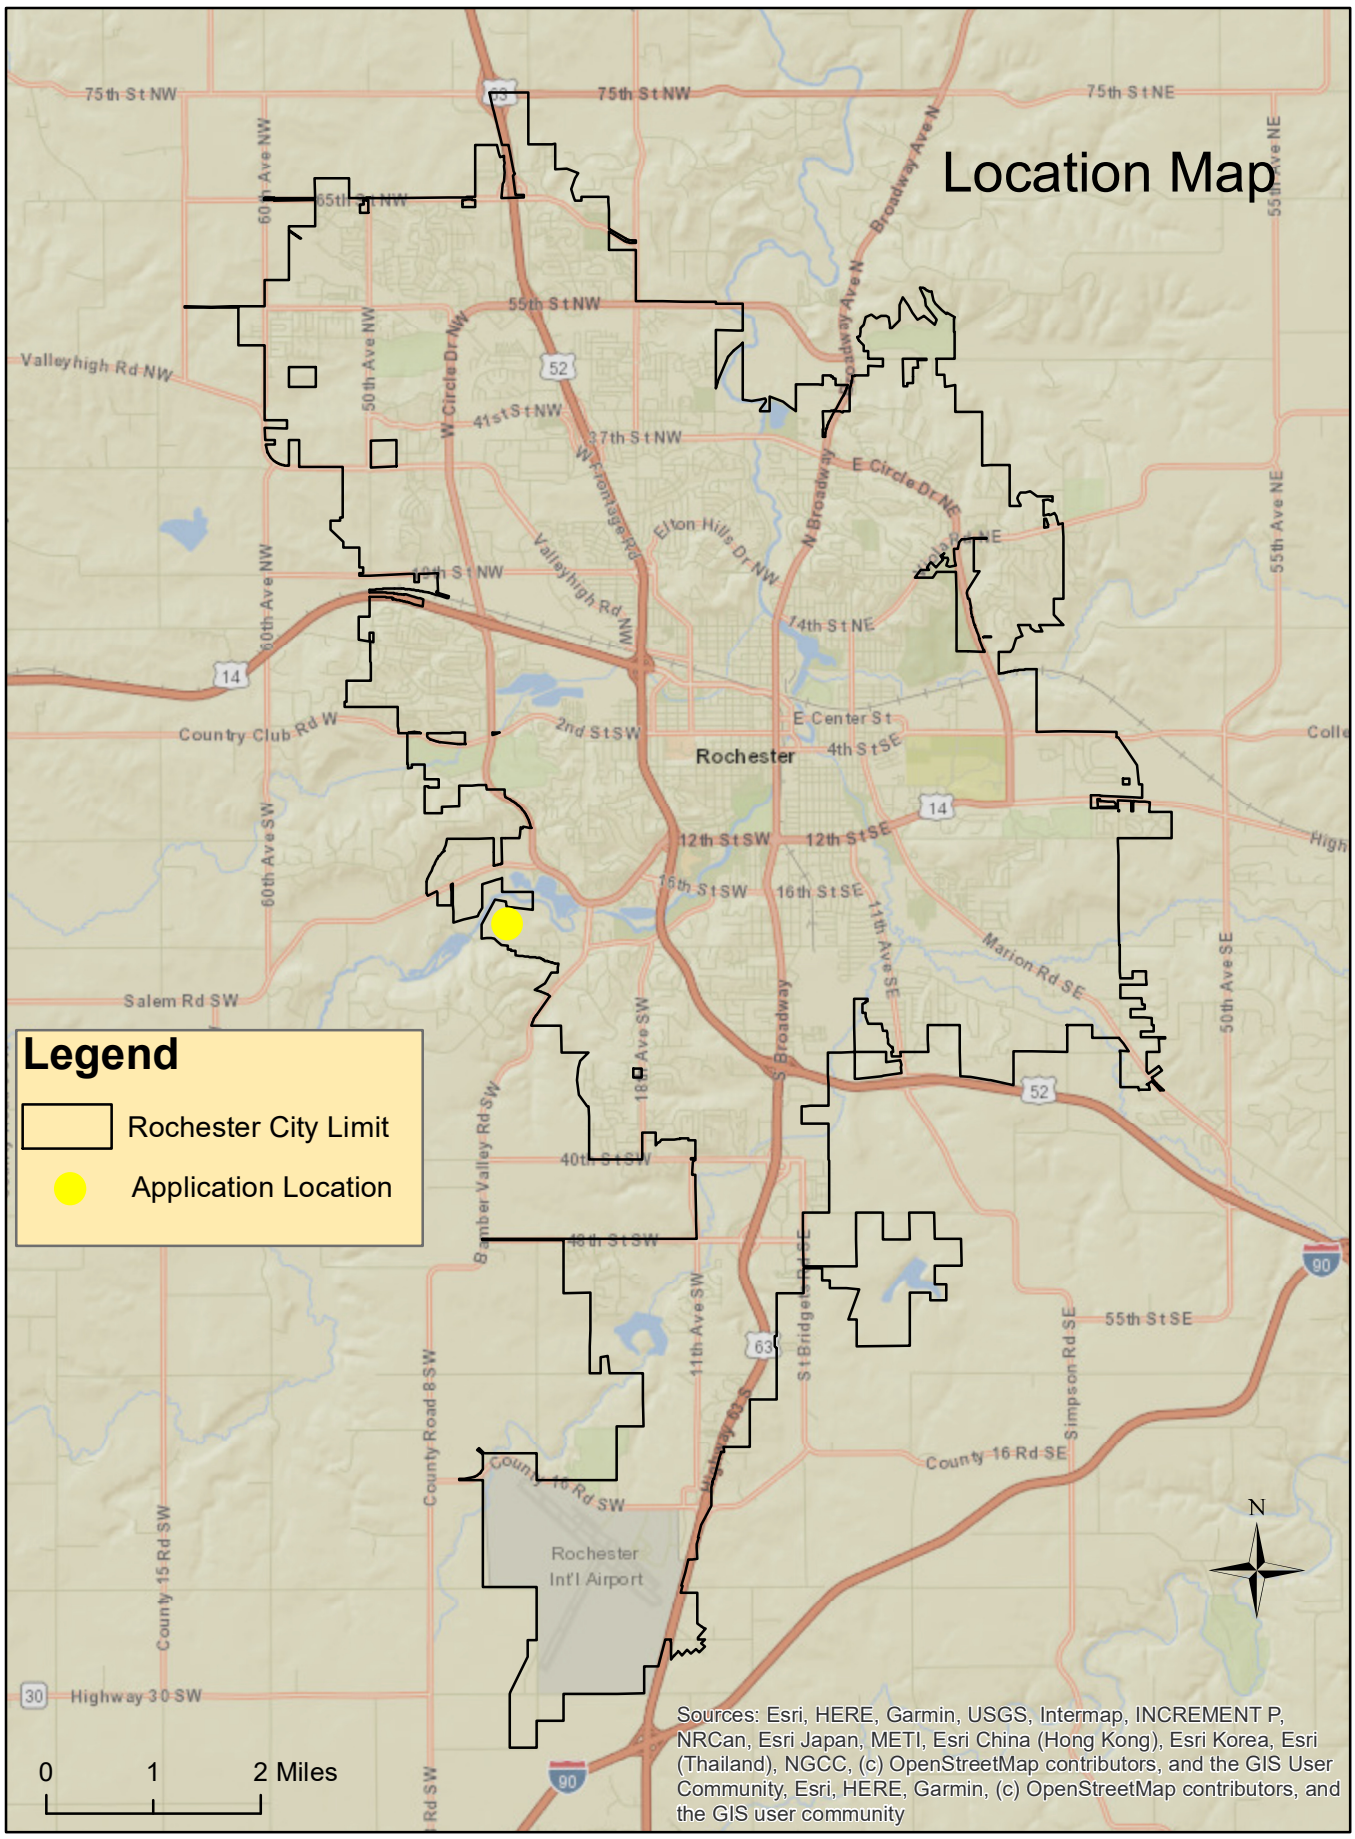 63
75th St NW
75th St NW
75th St NE
Location Map
60th Ave NW
55th Ave NE
Broadway Ave N
65th St NW
Broadway Ave N
55th St NW
Valleyhigh Rd NW
50th Ave NW
W Circle Dr NW
52
41st St NW
37th St NW
W Frontage Rd
N Broadway
E Circle Dr NE
55th Ave NE
Elton Hills Dr NW
Viola Rd NE
Valleyhigh Rd NW
19th St NW
60th Ave NW
14th St NE
14
Country Club Rd W
2nd St SW
E Center St
4th St SE
Colle
Rochester
14
60th Ave SW
12th St SW
12th St SE
High
16th St SW
16th St SE
11th Ave SE
Marion Rd SE
50th Ave SE
Salem Rd SW
18th Ave SW
S Broadway
52
Legend
Rochester City Limit
Application Location
Bamber Valley Rd SW
40th St SW
48th St SW
St Bridgets Rd SE
90
11th Ave SW
63
55th St SE
Simpson Rd SE
County Road 8 SW
Highway 63 S
County 16 Rd SE
County 16 Rd SW
County 15 Rd SW
Rochester
Int'l Airport
N
30
Highway 30 SW
Rd SW
90
0 1 2 Miles
Sources: Esri, HERE, Garmin, USGS, Intermap, INCREMENT P,
NRCan, Esri Japan, METI, Esri China (Hong Kong), Esri Korea, Esri
(Thailand), NGCC, (c) OpenStreetMap contributors, and the GIS User
Community, Esri, HERE, Garmin, (c) OpenStreetMap contributors, and
the GIS user community